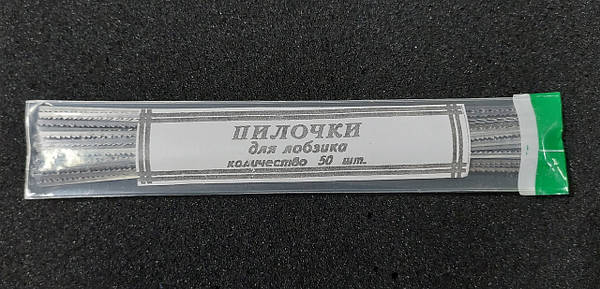 ПИЛОЧКИ
для лобзика
количество 50 шт.